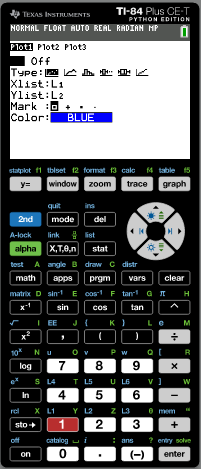 TEXAS INSTRUMENTS TI-84 Plus CE-T
PYTHON EDITION
NORMAL FLOAT AUTO REAL RADIAN MP
Plot1 Plot2 Plot3
Off
Type:
Xlist:L₁
Ylist:L₂
Mark :
Color: BLUE
statplot f1 tblset f2 format f3 calc f4 table f5
y= window zoom trace graph
quit ins
2nd mode del
A-lock link list
alpha X,T,θ,n stat
test A angle B draw C distr
math apps prgm vars clear
matrix D sin⁻¹ E cos⁻¹ F tan⁻¹ G π H
x⁻¹ sin cos tan ^
√ I EE J { K } L e M
x² , ( ) ÷
10ˣ N u O v P w Q [ R
log 7 8 9 ×
eˣ S L4 T L5 U L6 V ] W
ln 4 5 6 −
rcl X L1 Y L2 Z L3 θ mem "
sto→ 1 2 3 +
off catalog i : ans ? entry solve
on 0 . (−) enter